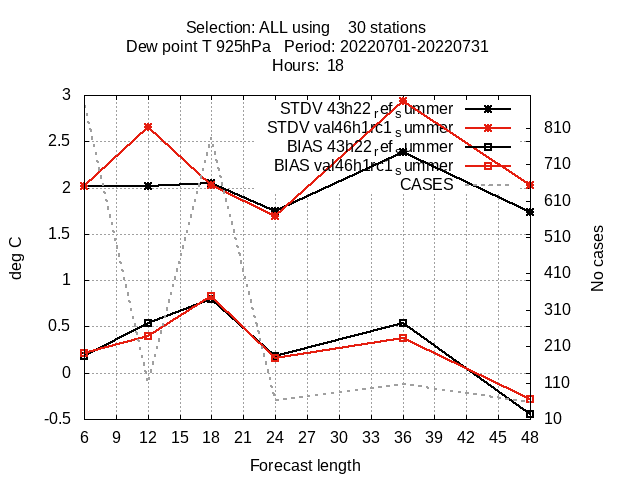 Selection: ALL using 30 stations
Dew point T 925hPa Period: 20220701-20220731
Hours: 18
STDV 43h22_ref_summer
STDV val46h1rc1_summer
BIAS 43h22_ref_summer
BIAS val46h1rc1_summer
CASES
3
2.5
2
1.5
1
0.5
0
-0.5
deg C
810
710
610
510
410
310
210
110
10
No cases
6 9 12 15 18 21 24 27 30 33 36 39 42 45 48
Forecast length